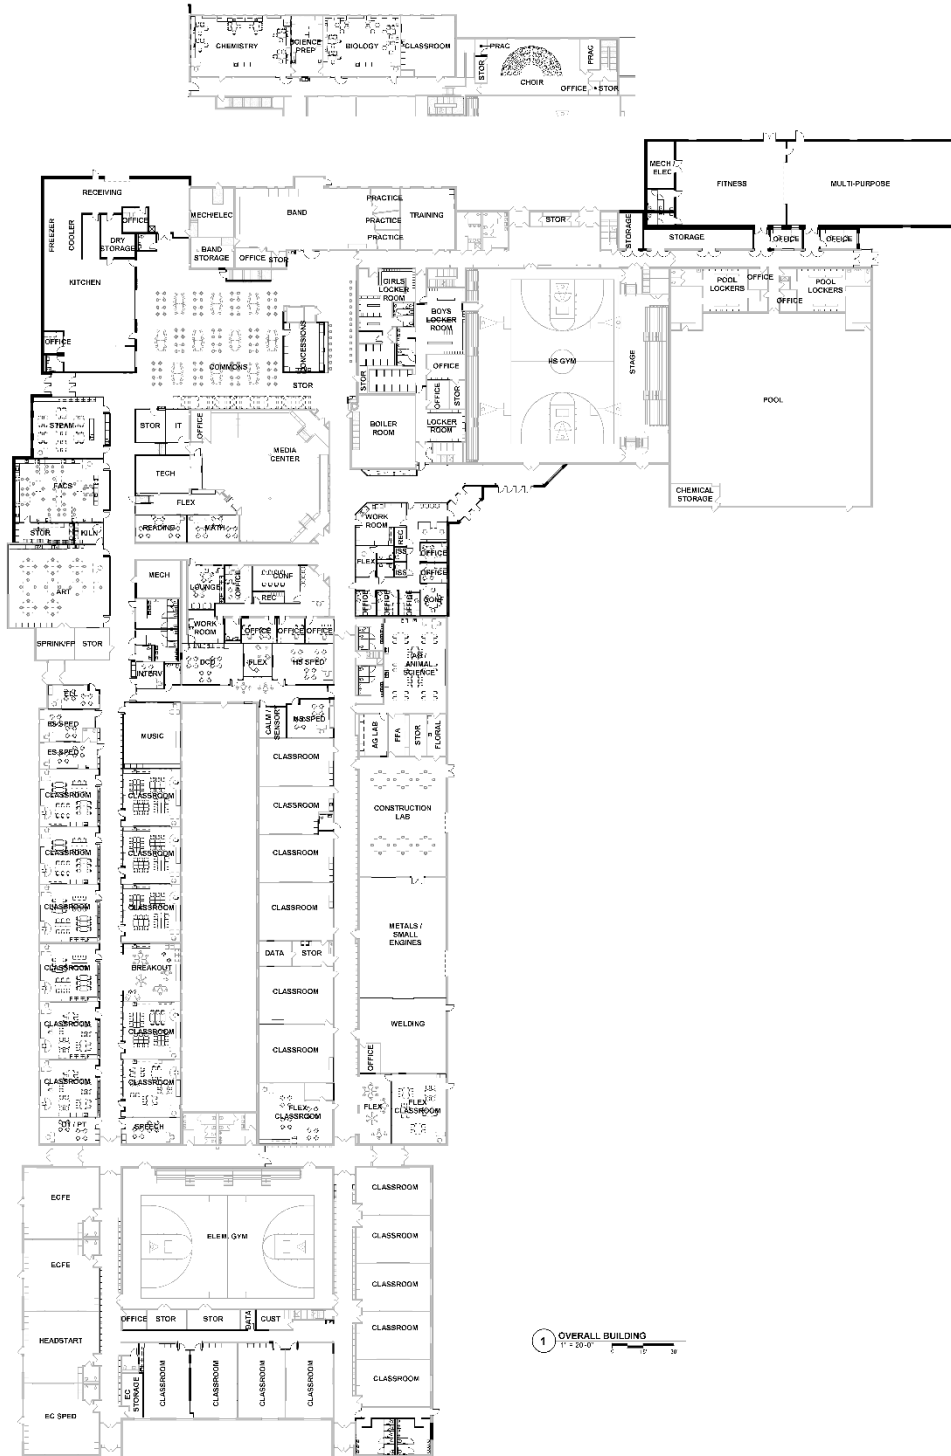 CHEMISTRY
SCIENCE
PREP
BIOLOGY
CLASSROOM
PRAC
STOR
CHOIR
PRAC
OFFICE
STOR
RECEIVING
FREEZER
COOLER
OFFICE
DRY
STORAGE
KITCHEN
OFFICE
MECH/ELEC
BAND
STORAGE
BAND
OFFICE
STOR
PRACTICE
PRACTICE
PRACTICE
TRAINING
STOR
STORAGE
MECH /
ELEC
FITNESS
MULTI-PURPOSE
STORAGE
OFFICE
OFFICE
POOL
LOCKERS
OFFICE
OFFICE
POOL
LOCKERS
COMMONS
CONCESSIONS
STOR
GIRLS
LOCKER
ROOM
BOYS
LOCKER
ROOM
OFFICE
STOR
OFFICE
STOR
LOCKER
ROOM
BOILER
ROOM
HS GYM
STAGE
POOL
CHEMICAL
STORAGE
STEAM
FACS
STOR
KILN
ART
SPRINK/FP
STOR
STOR
IT
OFFICE
TECH
FLEX
READING
MATH
MEDIA
CENTER
WORK
ROOM
REC
ISS
ISS
FLEX
OFFICE
OFFICE
CONF
OFFICE
OFFICE
OFFICE
MECH
LOUNGE
OFFICE
CONF
REC
WORK
ROOM
OFFICE
OFFICE
OFFICE
INTERV
DCD
FLEX
HS SPED
AG /
ANIMAL
SCIENCE
AG LAB
FFA
STOR
FLORAL
ES SPED
ES SPED
MUSIC
CALM /
SENSORY
HS SPED
CLASSROOM
CLASSROOM
CLASSROOM
CLASSROOM
CLASSROOM
CLASSROOM
CLASSROOM
CLASSROOM
CLASSROOM
CLASSROOM
CLASSROOM
BREAKOUT
CLASSROOM
CLASSROOM
CLASSROOM
CLASSROOM
OT / PT
SPEECH
DATA
STOR
CLASSROOM
CLASSROOM
FLEX
CLASSROOM
CONSTRUCTION
LAB
METALS /
SMALL
ENGINES
WELDING
OFFICE
FLEX
FLEX
CLASSROOM
ECFE
ECFE
HEADSTART
EC SPED
ELEM. GYM
OFFICE
STOR
STOR
DATA
CUST
EC
STORAGE
CLASSROOM
CLASSROOM
CLASSROOM
CLASSROOM
CLASSROOM
CLASSROOM
CLASSROOM
CLASSROOM
CLASSROOM
1
OVERALL BUILDING
1" = 20'-0"